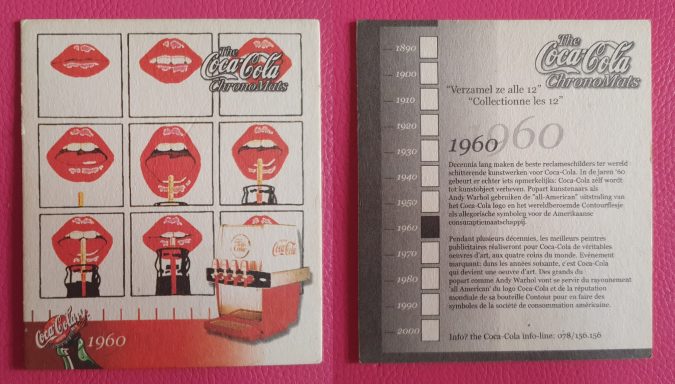 The
Coca-Cola
ChronoMats
Coca-Cola
Coca-Cola
1960
The
Coca-Cola
ChronoMats
"Verzamel ze alle 12"
"Collectionne les 12"
1890
1900
1910
1920
1930
1940
1950
1960
1970
1980
1990
2000
1960
960
Decennia lang maken de beste reclameschilders ter wereld
schitterende kunstwerken voor Coca-Cola. In de jaren '60
gebeurt er echter iets opmerkelijks: Coca-Cola zélf wordt
tot kunstobject verheven. Popart kunstenaars als
Andy Warhol gebruiken de "all-American" uitstraling van
het Coca-Cola logo en het wereldberoemde Contourflesje
als allegorische symbolen voor de Amerikaanse
consumptiemaatschappij.
Pendant plusieurs décennies, les meilleurs peintres
publicitaires réaliseront pour Coca-Cola de véritables
oeuvres d'art, aux quatre coins du monde. Evénement
marquant: dans les années soixante, c'est Coca-Cola
qui devient une oeuvre d'art. Des grands du
popart comme Andy Warhol vont se servir du rayounement
'all American' du logo Coca-Cola et de la réputation
mondiale de sa bouteille Contour pour en faire des
symboles de la société de consommation américaine.
Info? the Coca-Cola info-line: 078/156.156